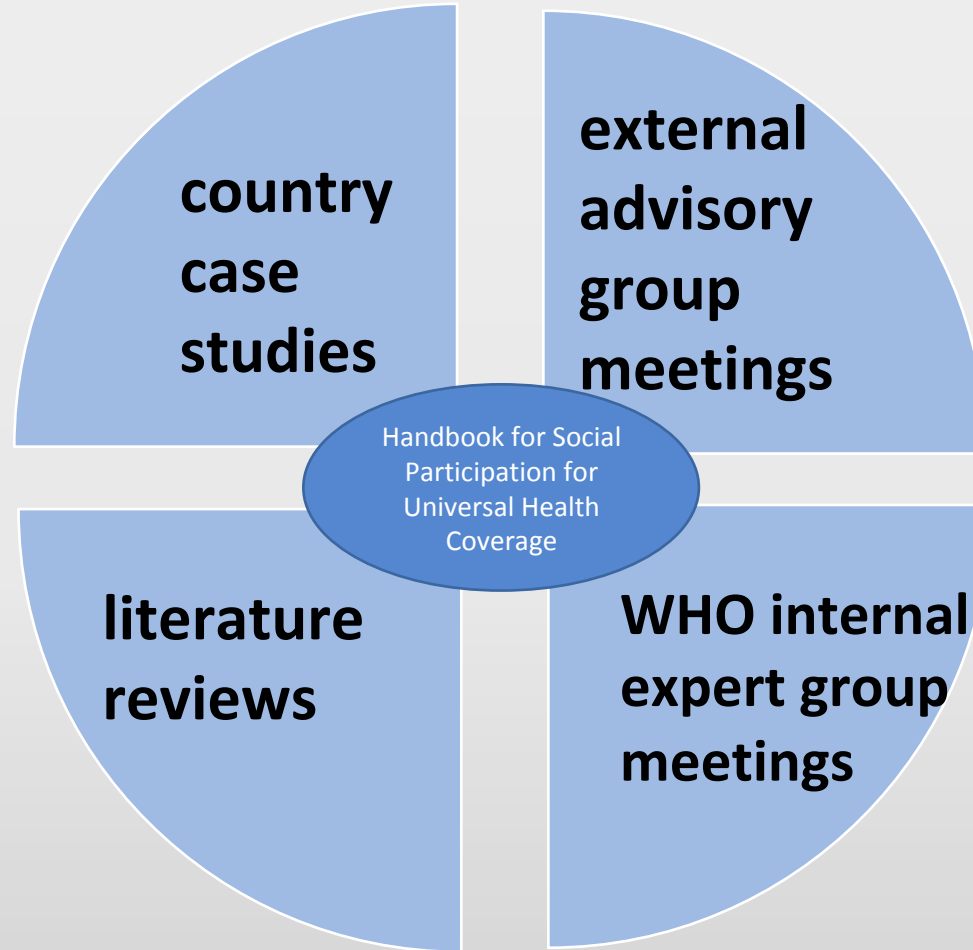 country
case
studies
external
advisory
group
meetings
Handbook for Social
Participation for
Universal Health
Coverage
literature
reviews
WHO internal
expert group
meetings